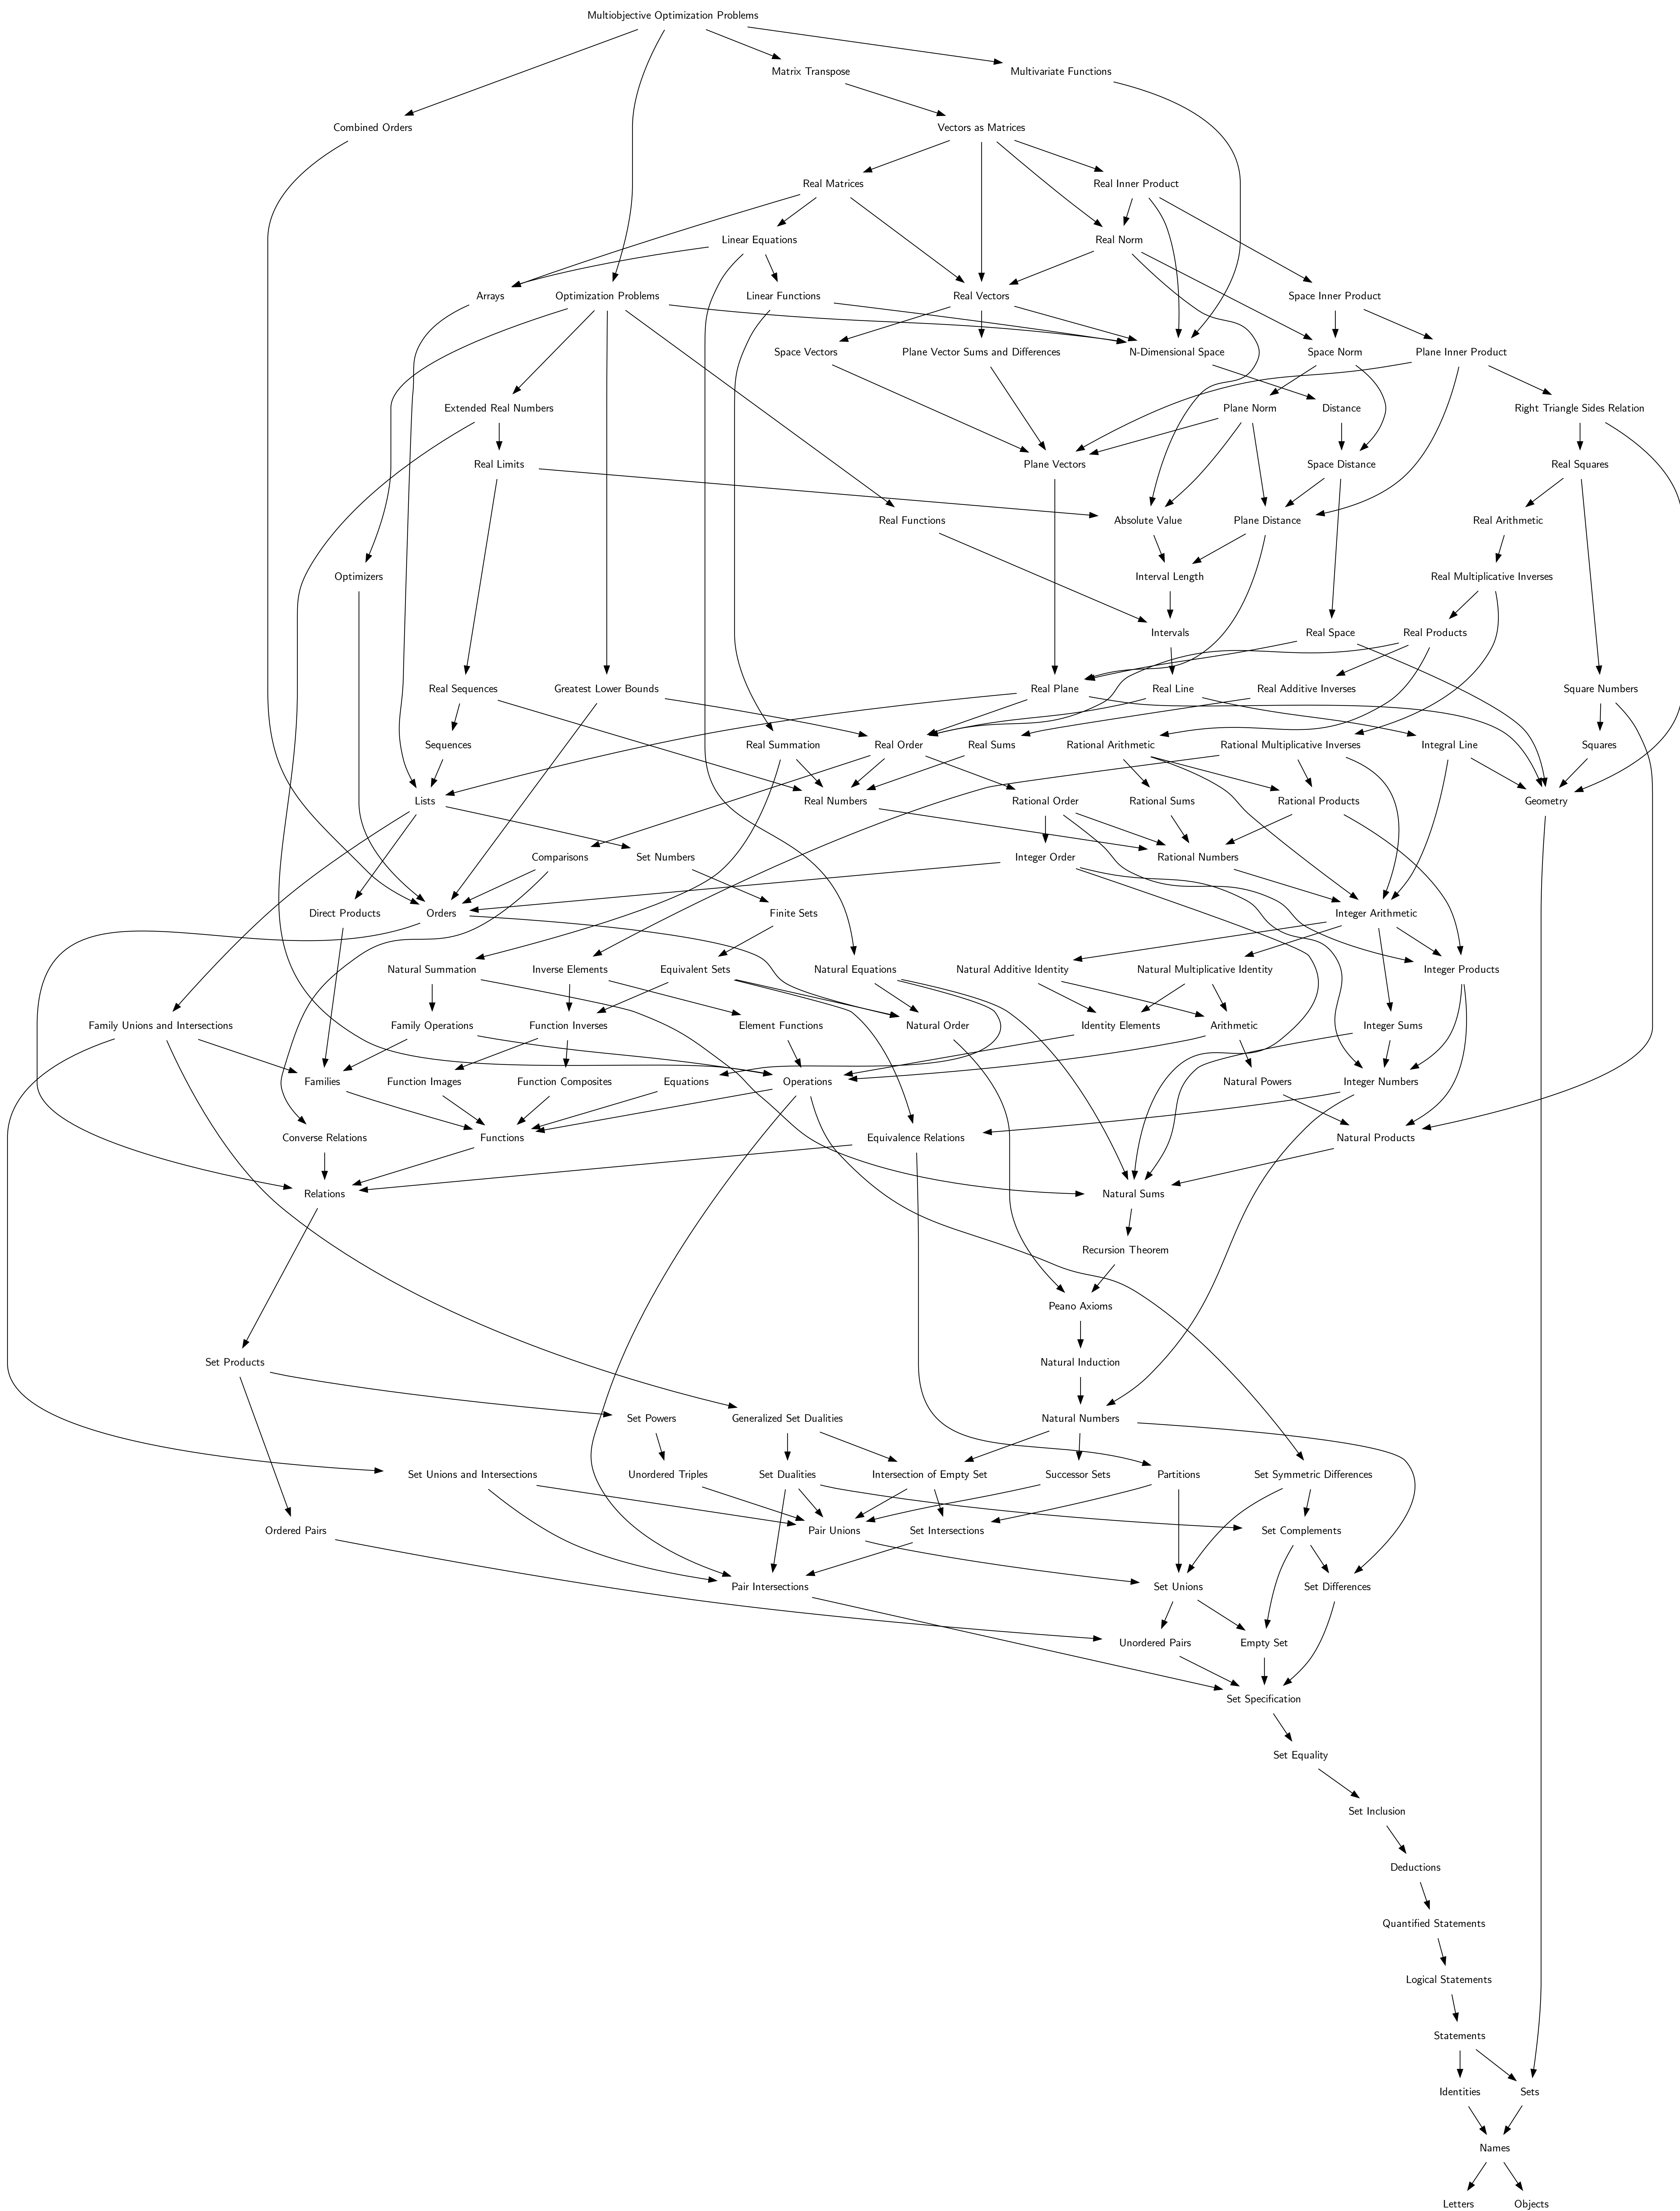 Multiobjective Optimization Problems
Matrix Transpose
Multivariate Functions
Combined Orders
Vectors as Matrices
Real Matrices
Real Inner Product
Linear Equations
Real Norm
Arrays
Optimization Problems
Linear Functions
Real Vectors
Space Inner Product
Space Vectors
Plane Vector Sums and Differences
N-Dimensional Space
Space Norm
Plane Inner Product
Extended Real Numbers
Plane Norm
Distance
Right Triangle Sides Relation
Real Limits
Plane Vectors
Space Distance
Real Squares
Real Functions
Absolute Value
Plane Distance
Real Arithmetic
Optimizers
Interval Length
Real Multiplicative Inverses
Intervals
Real Space
Real Products
Real Sequences
Greatest Lower Bounds
Real Plane
Real Line
Real Additive Inverses
Square Numbers
Sequences
Real Summation
Real Order
Real Sums
Rational Arithmetic
Rational Multiplicative Inverses
Integral Line
Squares
Lists
Real Numbers
Rational Order
Rational Sums
Rational Products
Geometry
Comparisons
Set Numbers
Integer Order
Rational Numbers
Direct Products
Orders
Finite Sets
Integer Arithmetic
Natural Summation
Inverse Elements
Equivalent Sets
Natural Equations
Natural Additive Identity
Natural Multiplicative Identity
Integer Products
Family Unions and Intersections
Family Operations
Function Inverses
Element Functions
Natural Order
Identity Elements
Arithmetic
Integer Sums
Families
Function Images
Function Composites
Equations
Operations
Natural Powers
Integer Numbers
Converse Relations
Functions
Equivalence Relations
Natural Products
Relations
Natural Sums
Recursion Theorem
Peano Axioms
Set Products
Natural Induction
Set Powers
Generalized Set Dualities
Natural Numbers
Set Unions and Intersections
Unordered Triples
Set Dualities
Intersection of Empty Set
Successor Sets
Partitions
Set Symmetric Differences
Ordered Pairs
Pair Unions
Set Intersections
Set Complements
Pair Intersections
Set Unions
Set Differences
Unordered Pairs
Empty Set
Set Specification
Set Equality
Set Inclusion
Deductions
Quantified Statements
Logical Statements
Statements
Identities
Sets
Names
Letters
Objects